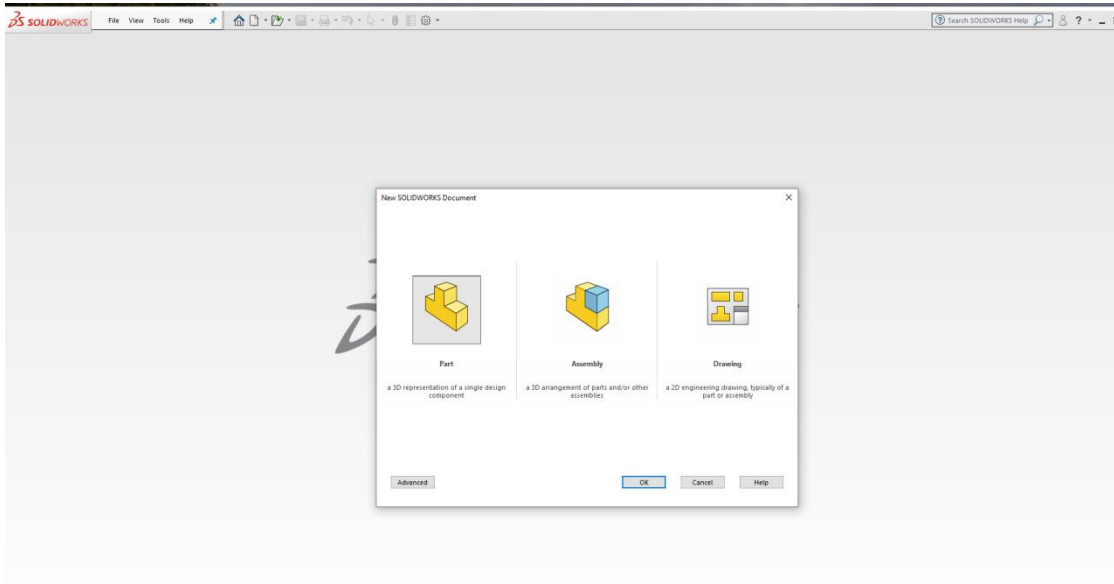 SOLIDWORKS File View Tools Help Search SOLIDWORKS Help ?
New SOLIDWORKS Document
Part Assembly Drawing
a 3D representation of a single design component
a 3D arrangement of parts and/or other assemblies
a 2D engineering drawing, typically of a part or assembly
Advanced OK Cancel Help